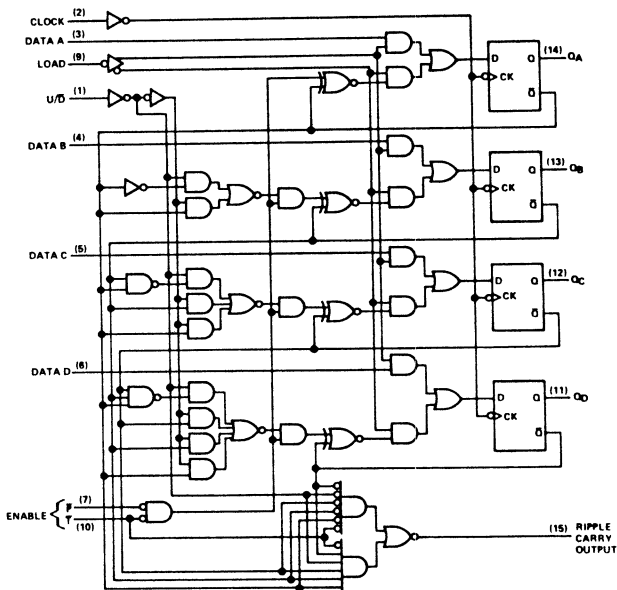 CLOCK (2)
DATA A (3)
LOAD (9)
U/D̅ (1)
D Q (14) QA
CK
Q̅
DATA B (4)
D Q (13) QB
CK
Q̅
DATA C (5)
D Q (12) QC
CK
Q̅
DATA D (6)
D Q (11) QD
CK
Q̅
ENABLE { P̅ (7)
T̅ (10)
(15) RIPPLE
CARRY
OUTPUT